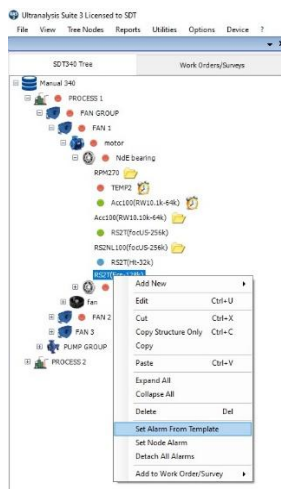 Ultranalysis Suite 3 Licensed to SDT
File View Tree Nodes Reports Utilities Options Device ?
SDT340 Tree Work Orders/Surveys
Manual 340
PROCESS 1
FAN GROUP
FAN 1
motor
NdE bearing
RPM270
TEMP2
Acc100(RW10.1k-64k)
Acc100(RW10.10k-64k)
RS2T(focUS-256k)
RS2NL100(focUS-256k)
RS2T(Ht-32k)
Add New
fan
Edit Ctrl+U
FAN 2
Cut Ctrl+X
FAN 3
Copy Structure Only Ctrl+C
PUMP GROUP
Copy
PROCESS 2
Paste Ctrl+V
Expand All
Collapse All
Delete Del
Set Alarm From Template
Set Node Alarm
Detach All Alarms
Add to Work Order/Survey